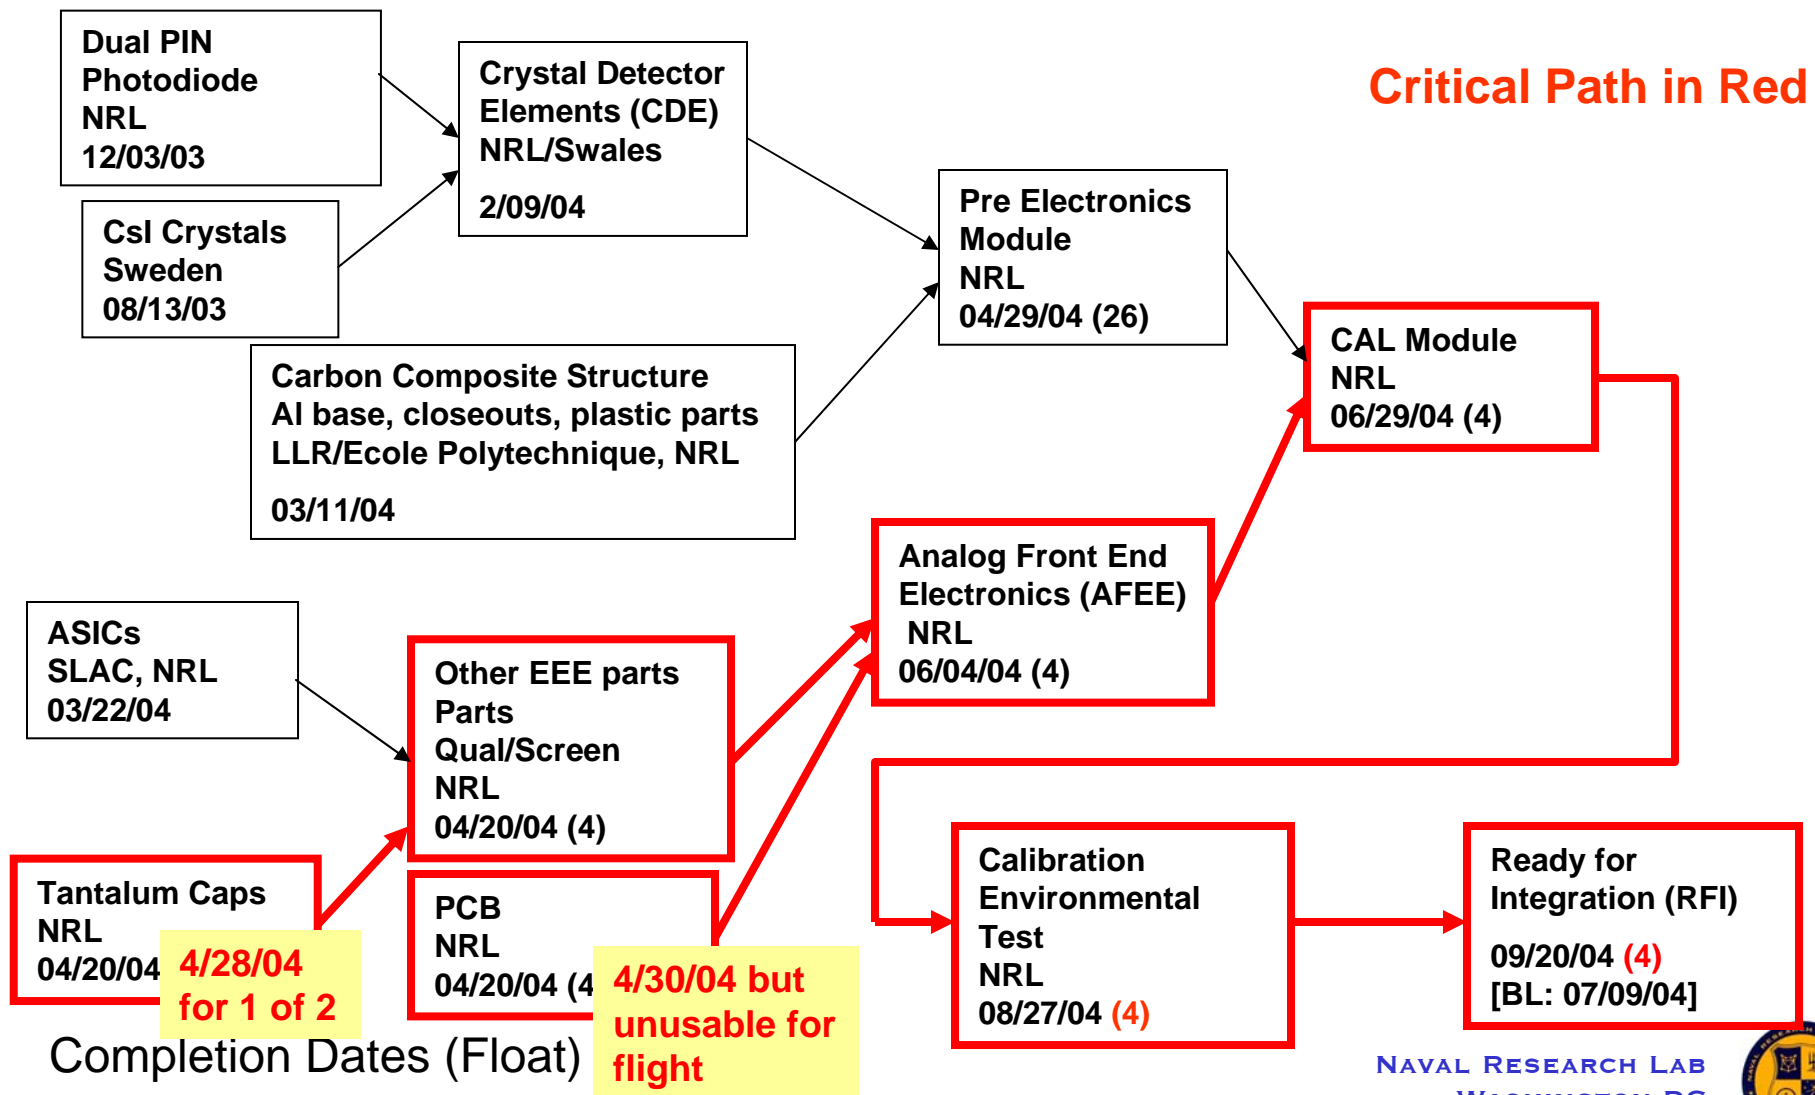 Critical Path in Red
Dual PIN
Photodiode
NRL
12/03/03
Crystal Detector
Elements (CDE)
NRL/Swales
2/09/04
CsI Crystals
Sweden
08/13/03
Pre Electronics
Module
NRL
04/29/04 (26)
Carbon Composite Structure
Al base, closeouts, plastic parts
LLR/Ecole Polytechnique, NRL
03/11/04
CAL Module
NRL
06/29/04 (4)
Analog Front End
Electronics (AFEE)
NRL
06/04/04 (4)
ASICs
SLAC, NRL
03/22/04
Other EEE parts
Parts
Qual/Screen
NRL
04/20/04 (4)
Tantalum Caps
NRL
04/20/04
4/28/04
for 1 of 2
PCB
NRL
04/20/04 (4
4/30/04 but
unusable for
flight
Calibration
Environmental
Test
NRL
08/27/04 (4)
Ready for
Integration (RFI)
09/20/04 (4)
[BL: 07/09/04]
Completion Dates (Float)
NAVAL RESEARCH LAB
WASHINGTON DC